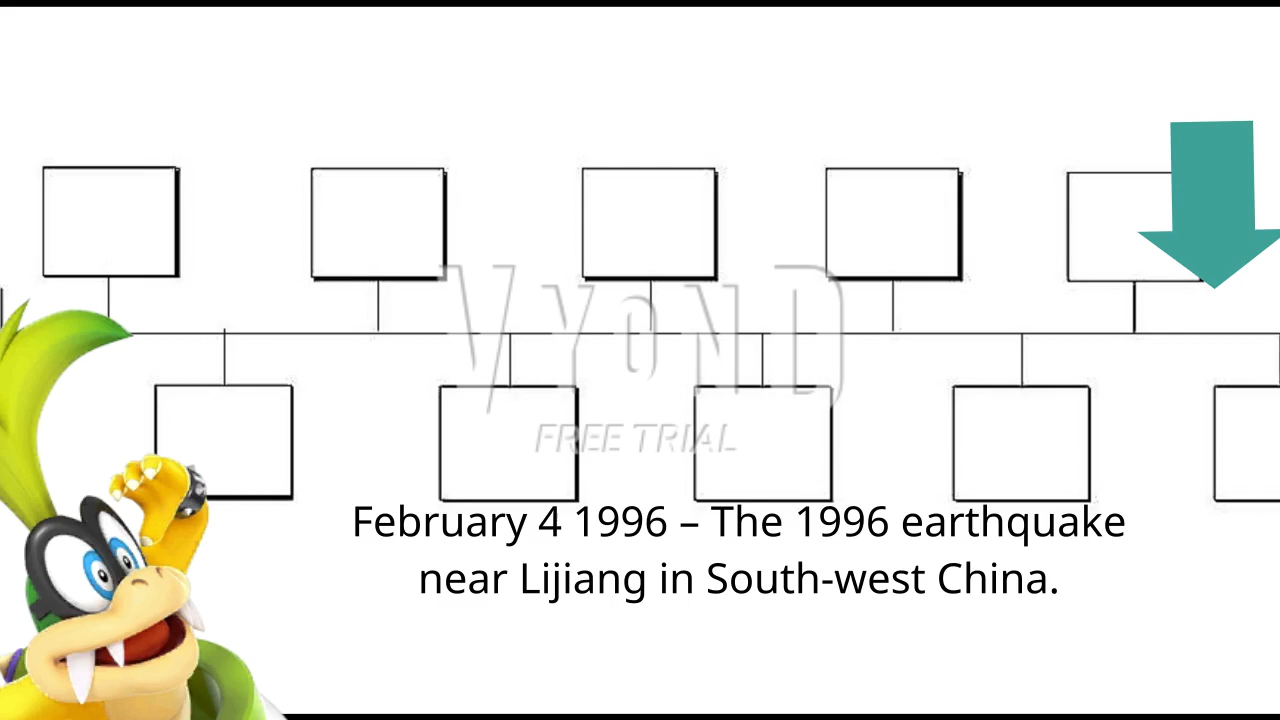 VYOND
FREE TRIAL
February 4 1996 – The 1996 earthquake
near Lijiang in South-west China.